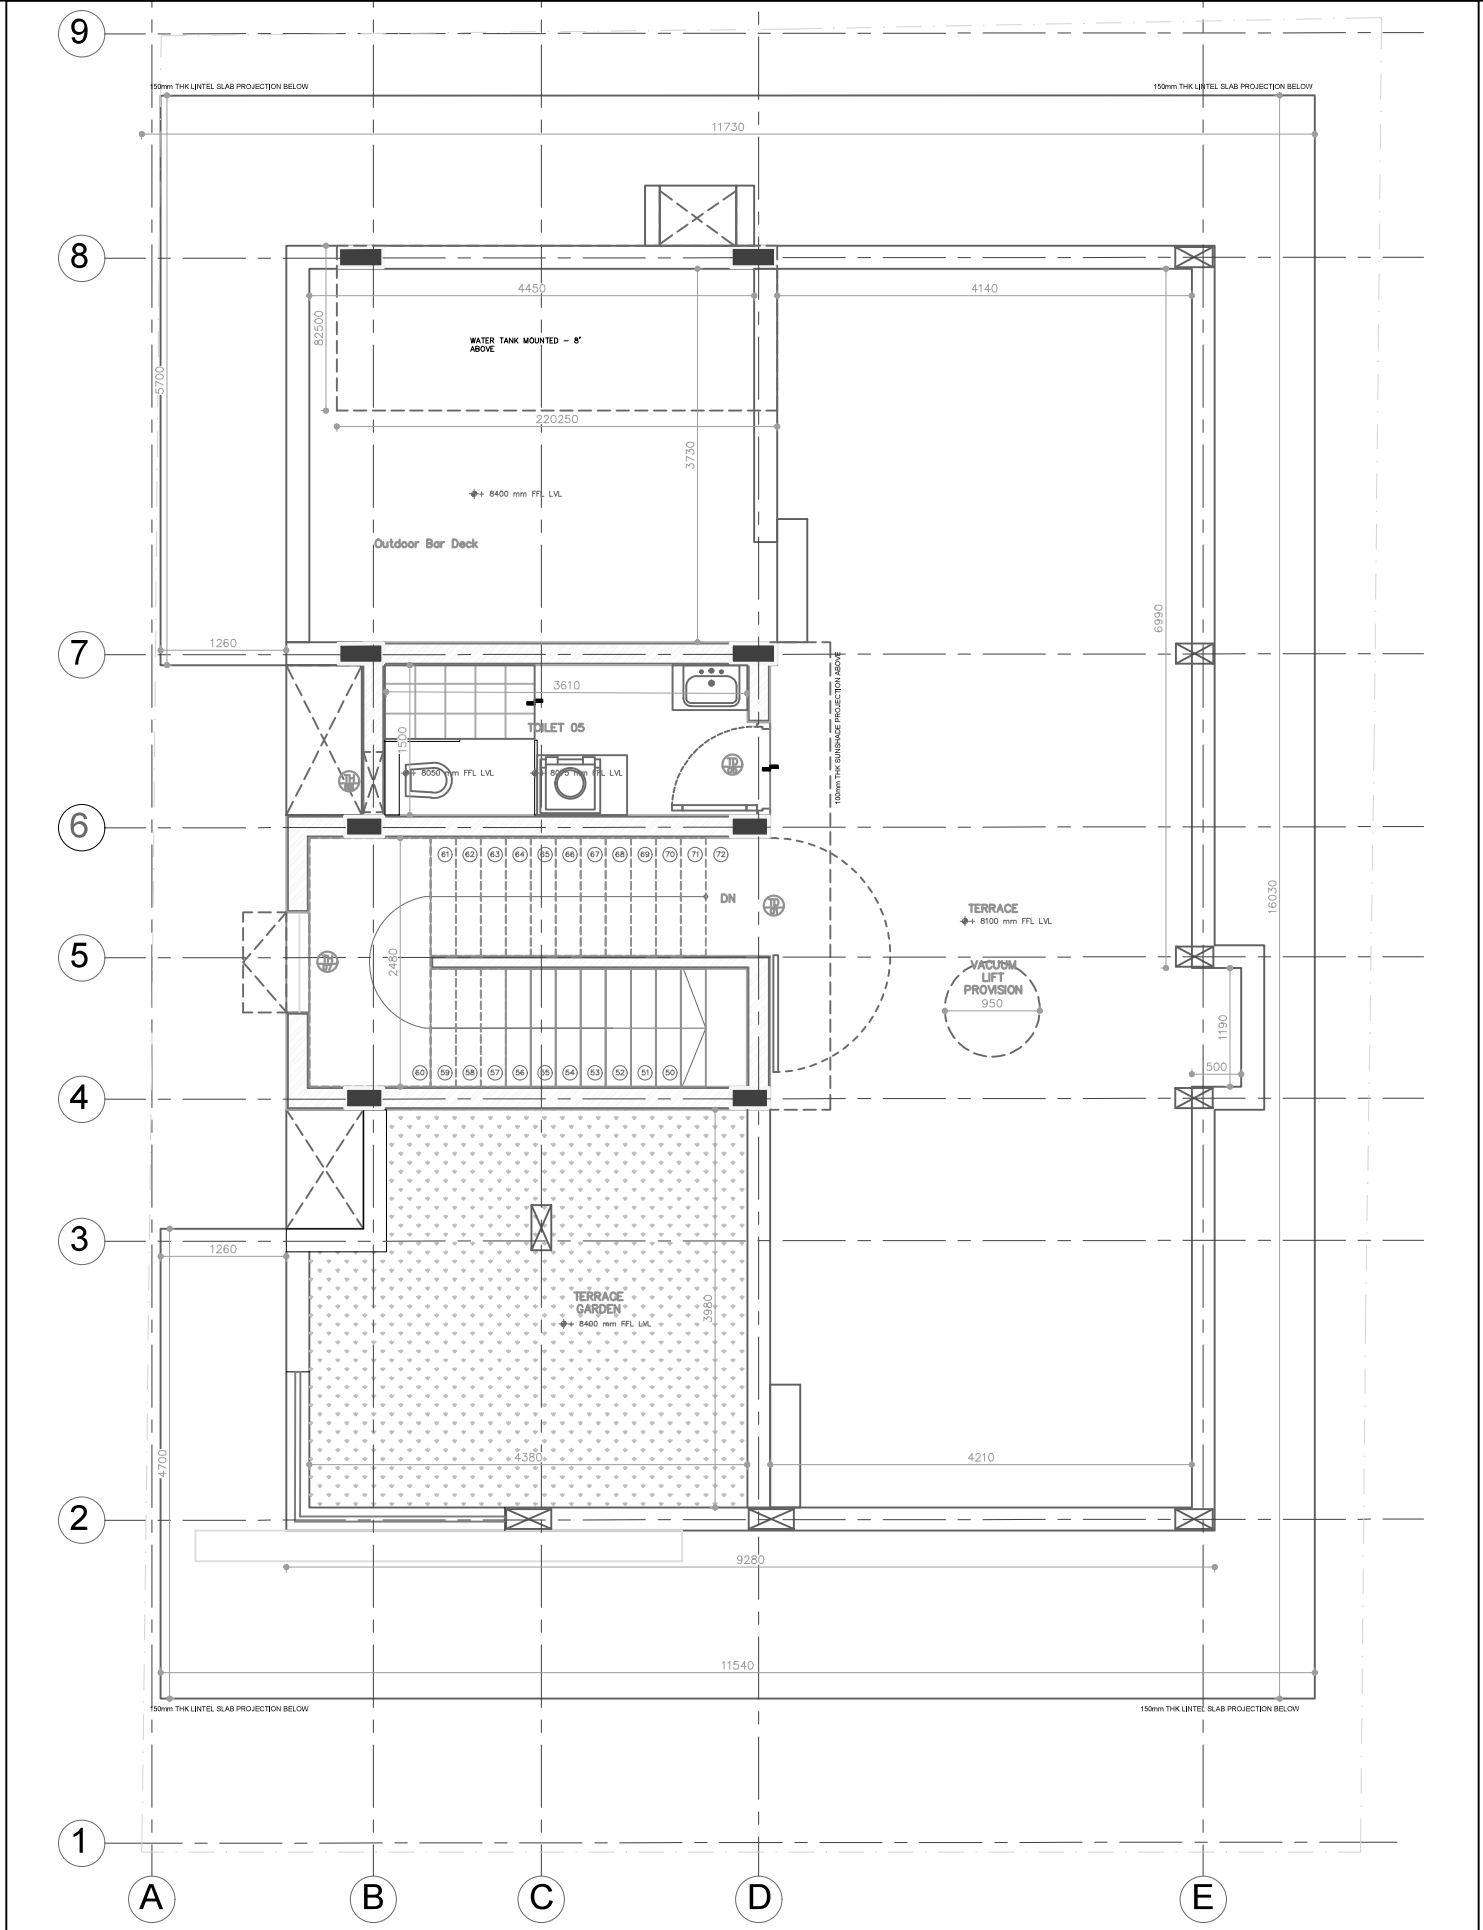 9
150mm THK LINTEL SLAB PROJECTION BELOW
150mm THK LINTEL SLAB PROJECTION BELOW
11730
8
4450
4140
82500
WATER TANK MOUNTED - 8"
ABOVE
5700
220250
3730
+ 8400 mm FFL LVL
Outdoor Bar Deck
6990
1260
7
100mm THK SUNSHADE PROJECTION ABOVE
3610
TOILET 05
1500
+ 8050 mm FFL LVL
+ 8075 mm FFL LVL
6
61 62 63 64 65 66 67 68 69 70 71 72
DN
16030
TERRACE
+ 8100 mm FFL LVL
5
2480
VACUUM
LIFT
PROVISION
950
1190
500
60 59 58 57 56 55 54 53 52 51 50
4
3
1260
TERRACE
GARDEN
+ 8400 mm FFL LVL
3980
4700
4380
4210
2
9280
11540
150mm THK LINTEL SLAB PROJECTION BELOW
150mm THK LINTEL SLAB PROJECTION BELOW
1
A B C D E